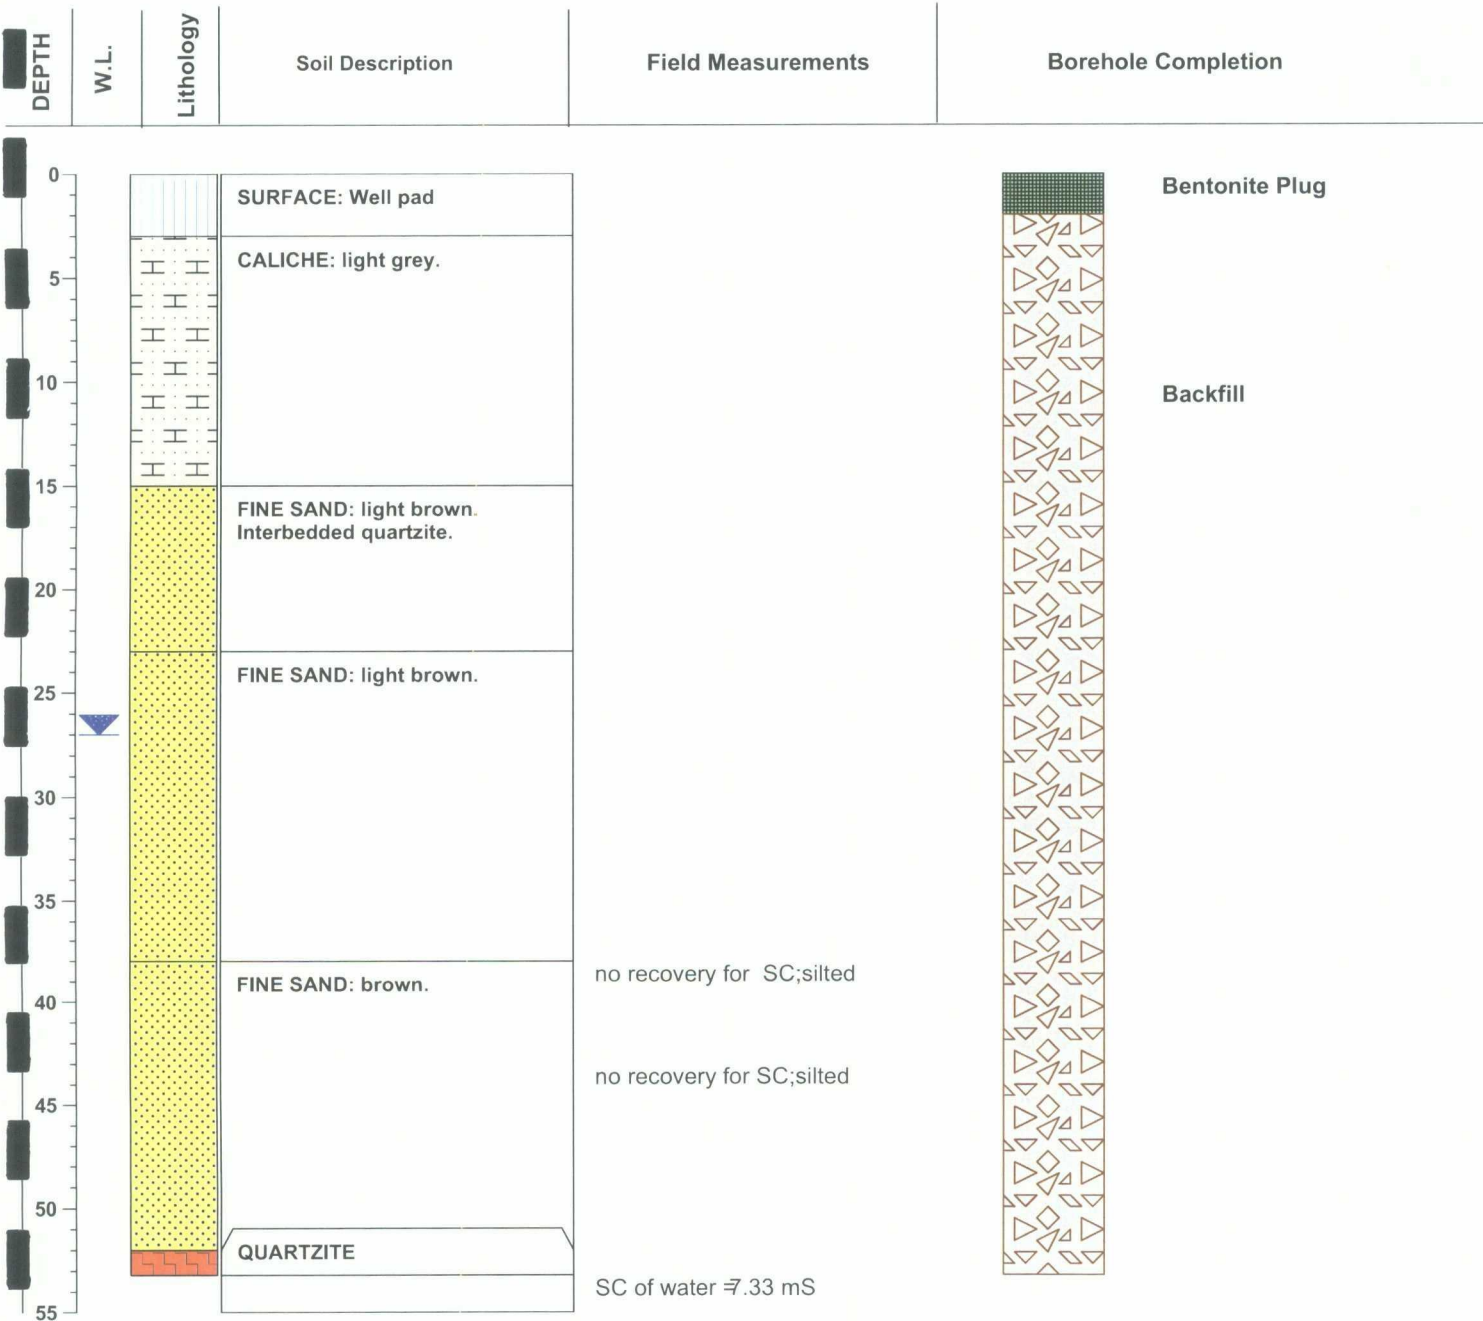 DEPTH
W.L.
Lithology
Soil Description
Field Measurements
Borehole Completion
0
SURFACE: Well pad
Bentonite Plug
CALICHE: light grey.
5
10
Backfill
15
FINE SAND: light brown.
Interbedded quartzite.
20
FINE SAND: light brown.
25
30
35
no recovery for SC;silted
FINE SAND: brown.
40
no recovery for SC;silted
45
50
QUARTZITE
SC of water =7.33 mS
55